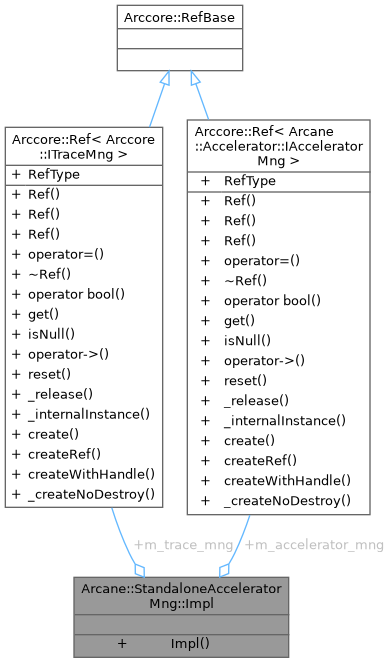 Arccore::RefBase
Arccore::Ref< Arccore
::ITraceMng >
+ RefType
+ Ref()
+ Ref()
+ Ref()
+ operator=()
+ ~Ref()
+ operator bool()
+ get()
+ isNull()
+ operator->()
+ reset()
+ _release()
+ _internalInstance()
+ create()
+ createRef()
+ createWithHandle()
+ _createNoDestroy()
Arccore::Ref< Arcane
::Accelerator::IAccelerator
Mng >
+ RefType
+ Ref()
+ Ref()
+ Ref()
+ operator=()
+ ~Ref()
+ operator bool()
+ get()
+ isNull()
+ operator->()
+ reset()
+ _release()
+ _internalInstance()
+ create()
+ createRef()
+ createWithHandle()
+ _createNoDestroy()
+m_trace_mng
+m_accelerator_mng
Arcane::StandaloneAccelerator
Mng::Impl
+ Impl()